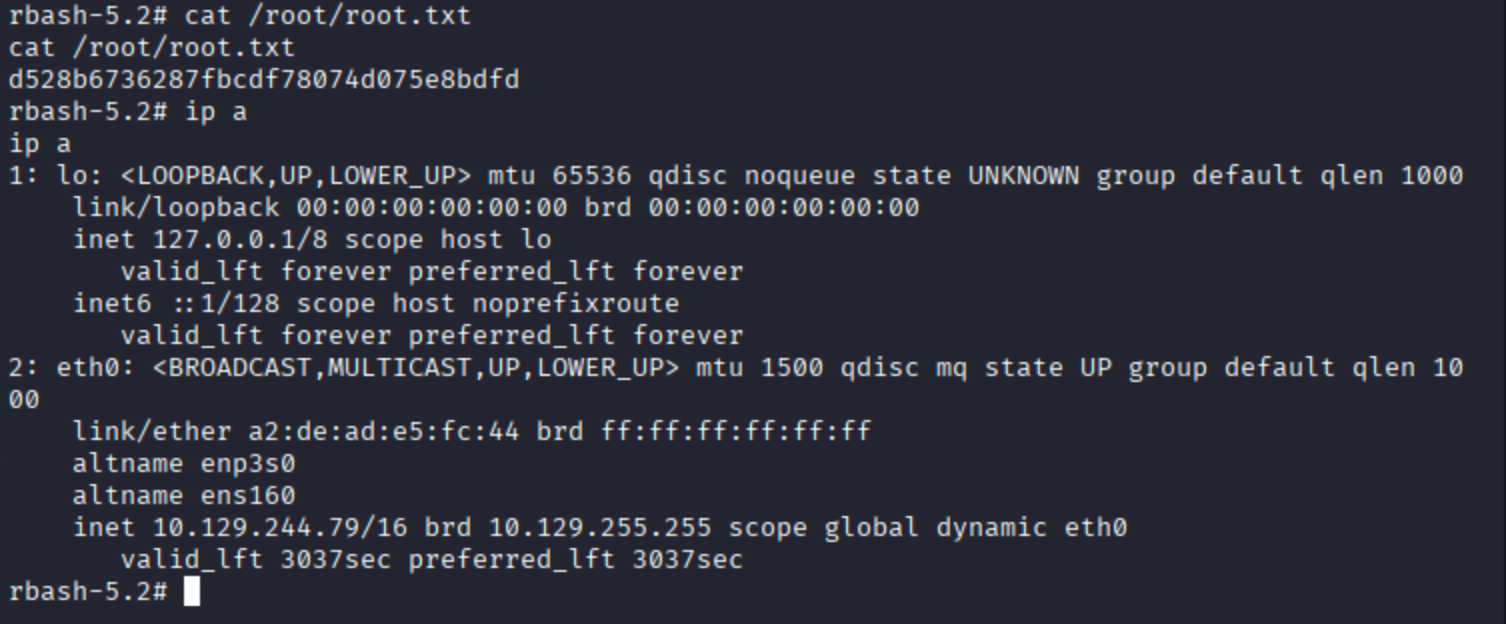 rbash-5.2# cat /root/root.txt
cat /root/root.txt
d528b6736287fbcdf78074d075e8bdfd
rbash-5.2# ip a
ip a
1: lo: <LOOPBACK,UP,LOWER_UP> mtu 65536 qdisc noqueue state UNKNOWN group default qlen 1000
    link/loopback 00:00:00:00:00:00 brd 00:00:00:00:00:00
    inet 127.0.0.1/8 scope host lo
       valid_lft forever preferred_lft forever
    inet6 ::1/128 scope host noprefixroute
       valid_lft forever preferred_lft forever
2: eth0: <BROADCAST,MULTICAST,UP,LOWER_UP> mtu 1500 qdisc mq state UP group default qlen 10
00
    link/ether a2:de:ad:e5:fc:44 brd ff:ff:ff:ff:ff:ff
    altname enp3s0
    altname ens160
    inet 10.129.244.79/16 brd 10.129.255.255 scope global dynamic eth0
       valid_lft 3037sec preferred_lft 3037sec
rbash-5.2#